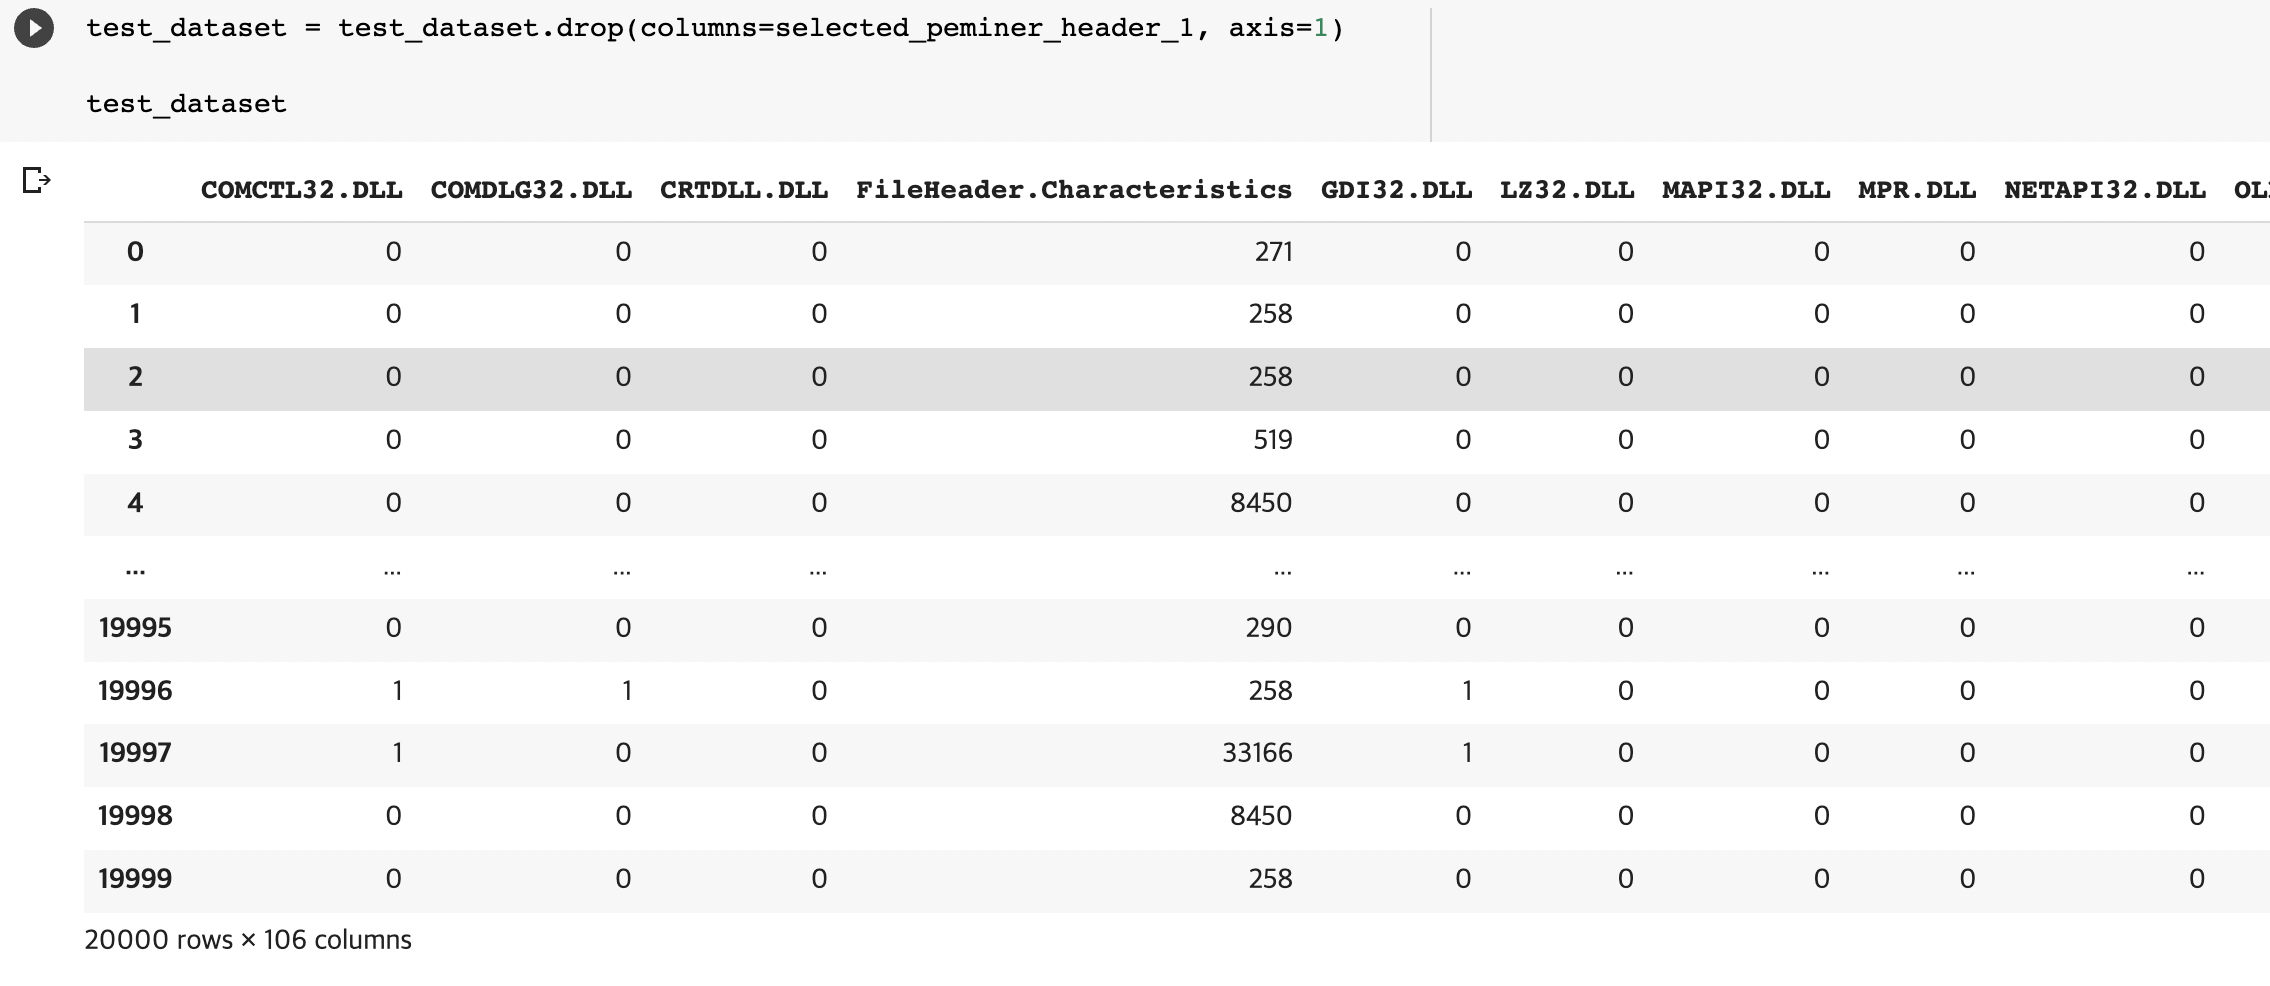 test_dataset = test_dataset.drop(columns=selected_peminer_header_1, axis=1)
test_dataset
COMCTL32.DLL COMDLG32.DLL CRTDLL.DLL FileHeader.Characteristics GDI32.DLL LZ32.DLL MAPI32.DLL MPR.DLL NETAPI32.DLL
0 0 0 0 271 0 0 0 0 0
1 0 0 0 258 0 0 0 0 0
2 0 0 0 258 0 0 0 0 0
3 0 0 0 519 0 0 0 0 0
4 0 0 0 8450 0 0 0 0 0
... ... ... ... ... ... ... ... ... ...
19995 0 0 0 290 0 0 0 0 0
19996 1 1 0 258 1 0 0 0 0
19997 1 0 0 33166 1 0 0 0 0
19998 0 0 0 8450 0 0 0 0 0
19999 0 0 0 258 0 0 0 0 0
20000 rows × 106 columns